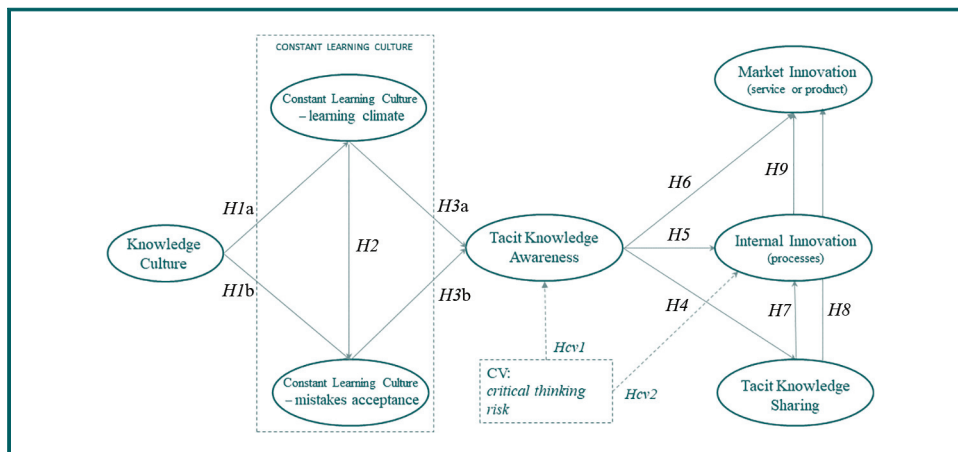 CONSTANT LEARNING CULTURE
Constant Learning Culture
– learning climate
Market Innovation
(service or product)
H6
H9
H1a
H3a
Knowledge
Culture
H2
Tacit Knowledge
Awareness
H5
Internal Innovation
(processes)
H1b
H3b
H4
H7
H8
Hcv1
Constant Learning Culture
– mistakes acceptance
CV:
critical thinking
risk
Hcv2
Tacit Knowledge
Sharing